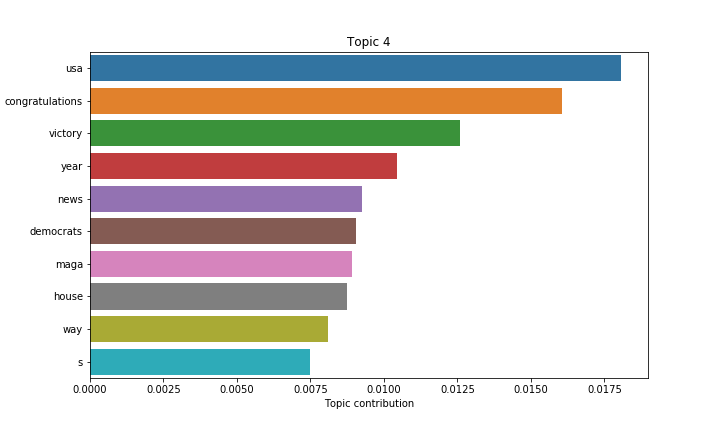 Topic 4
usa
congratulations
victory
year
news
democrats
maga
house
way
s
0.0000 0.0025 0.0050 0.0075 0.0100 0.0125 0.0150 0.0175
Topic contribution